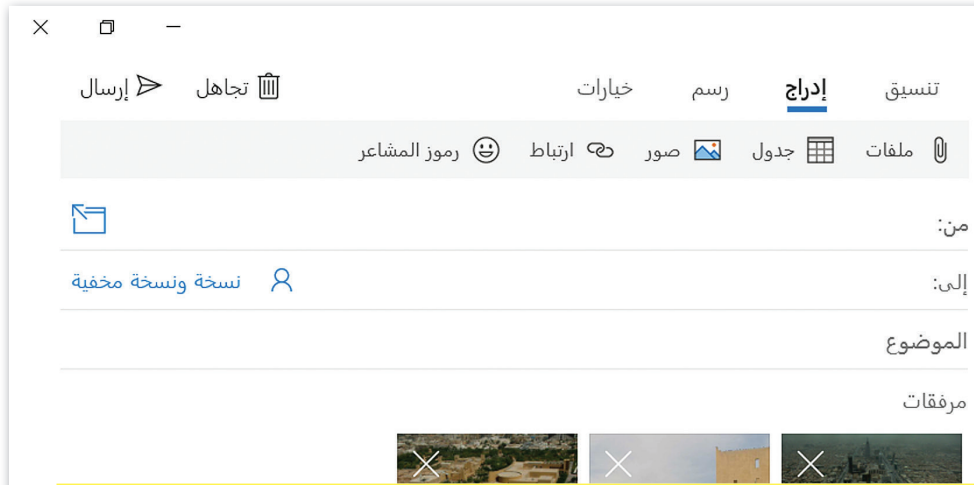 تنسيق إدراج رسم خيارات تجاهل إرسال
ملفات جدول صور ارتباط رموز المشاعر
من:
إلى: نسخة ونسخة مخفية
الموضوع
مرفقات